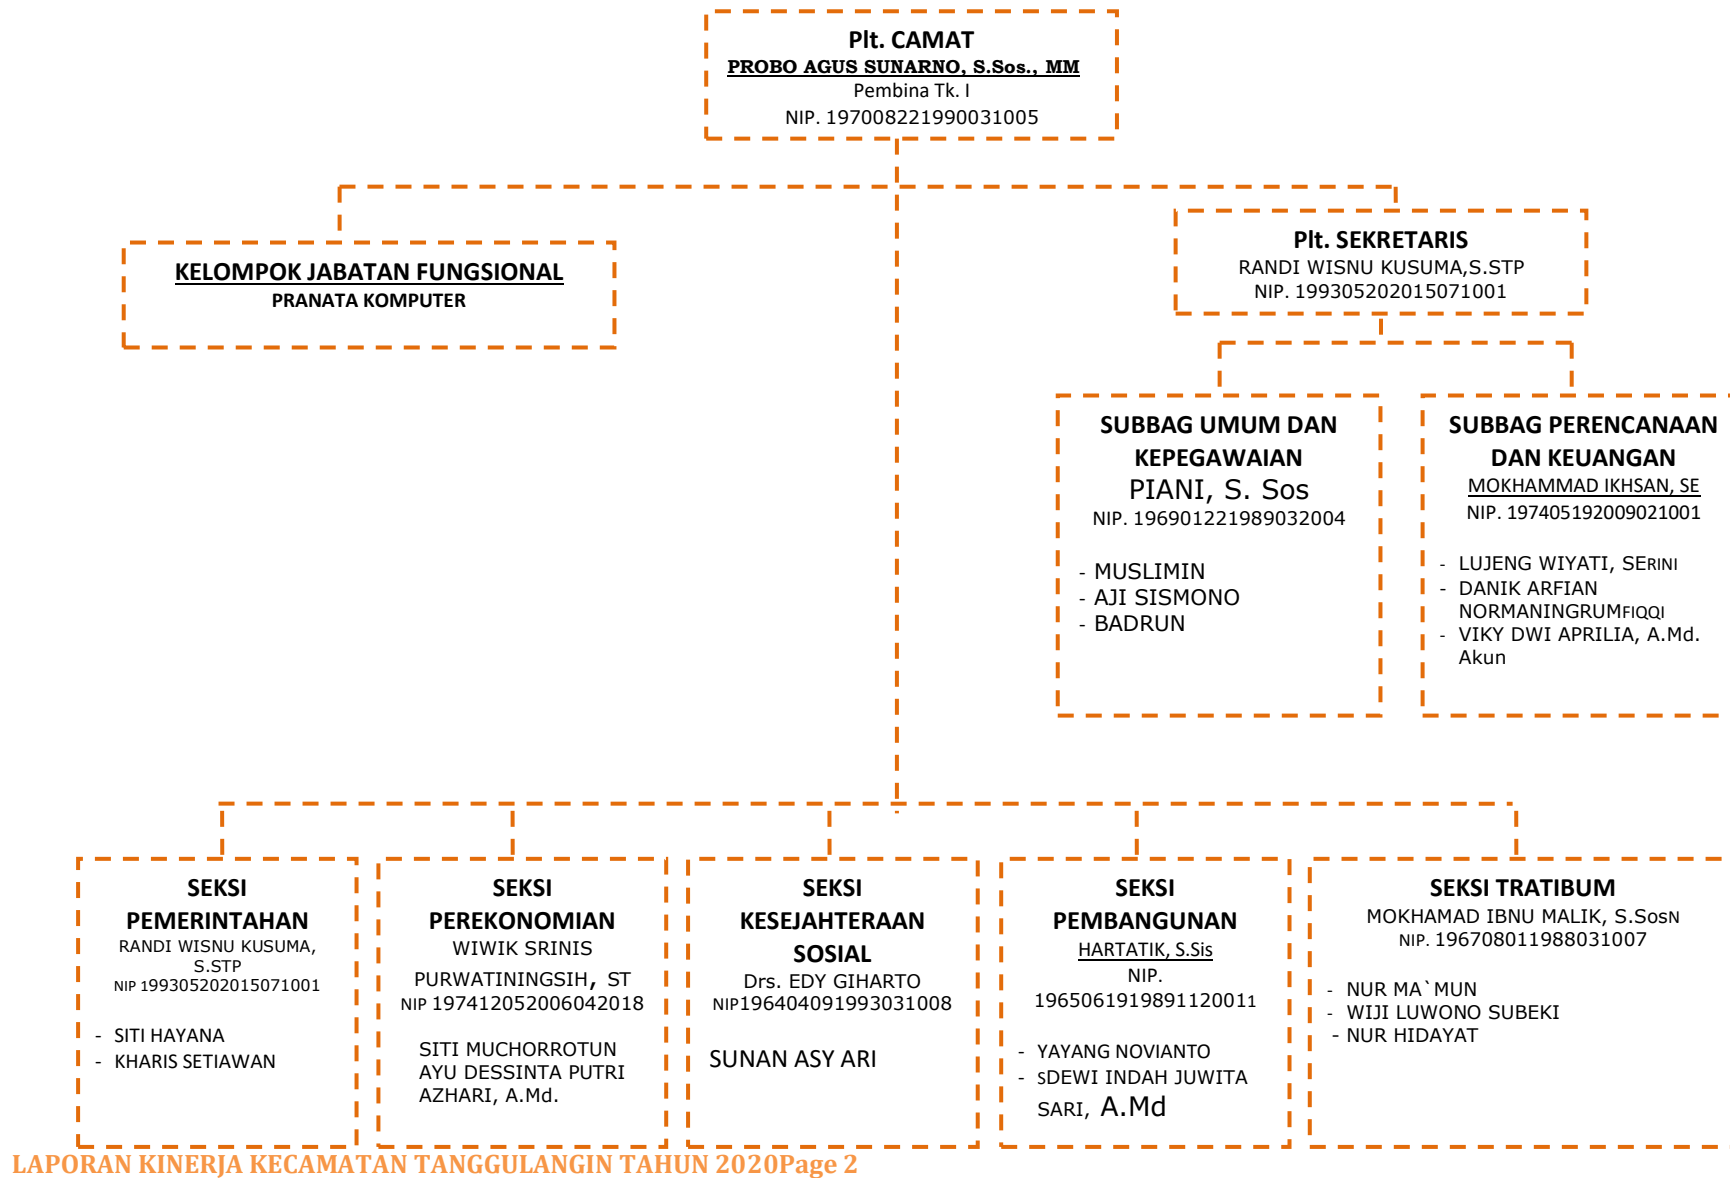 Plt. CAMAT
PROBO AGUS SUNARNO, S.Sos., MM
Pembina Tk. I
NIP. 197008221990031005
KELOMPOK JABATAN FUNGSIONAL
PRANATA KOMPUTER
Plt. SEKRETARIS
RANDI WISNU KUSUMA,S.STP
NIP. 199305202015071001
SUBBAG UMUM DAN
KEPEGAWAIAN
PIANI, S. Sos
NIP. 196901221989032004
- MUSLIMIN
- AJI SISMONO
- BADRUN
SUBBAG PERENCANAAN
DAN KEUANGAN
MOKHAMMAD IKHSAN, SE
NIP. 197405192009021001
- LUJENG WIYATI, SERINI
- DANIK ARFIAN
NORMANINGRUMFIQQI
- VIKY DWI APRILIA, A.Md.
Akun
SEKSI
PEMERINTAHAN
RANDI WISNU KUSUMA,
S.STP
NIP 199305202015071001
- SITI HAYANA
- KHARIS SETIAWAN
SEKSI
PEREKONOMIAN
WIWIK SRINIS
PURWATININGSIH, ST
NIP 197412052006042018
SITI MUCHORROTUN
AYU DESSINTA PUTRI
AZHARI, A.Md.
SEKSI
KESEJAHTERAAN
SOSIAL
Drs. EDY GIHARTO
NIP196404091993031008
SUNAN ASY ARI
SEKSI
PEMBANGUNAN
HARTATIK, S.Sis
NIP.
1965061919891120011
- YAYANG NOVIANTO
- SDEWI INDAH JUWITA
SARI, A.Md
SEKSI TRATIBUM
MOKHAMAD IBNU MALIK, S.SosN
NIP. 196708011988031007
- NUR MA`MUN
- WIJI LUWONO SUBEKI
- NUR HIDAYAT
LAPORAN KINERJA KECAMATAN TANGGULANGIN TAHUN 2020Page 2